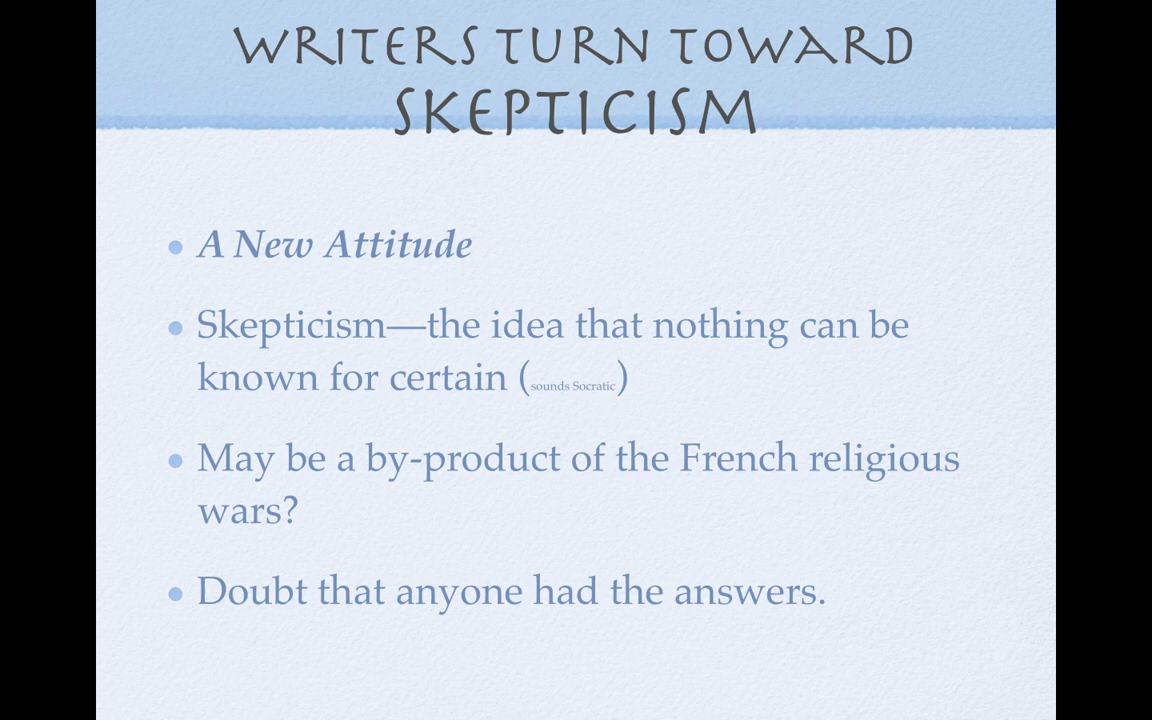 WRITERS TURN TOWARD
SKEPTICISM
• A New Attitude
• Skepticism—the idea that nothing can be
known for certain (sounds Socratic)
• May be a by-product of the French religious
wars?
• Doubt that anyone had the answers.